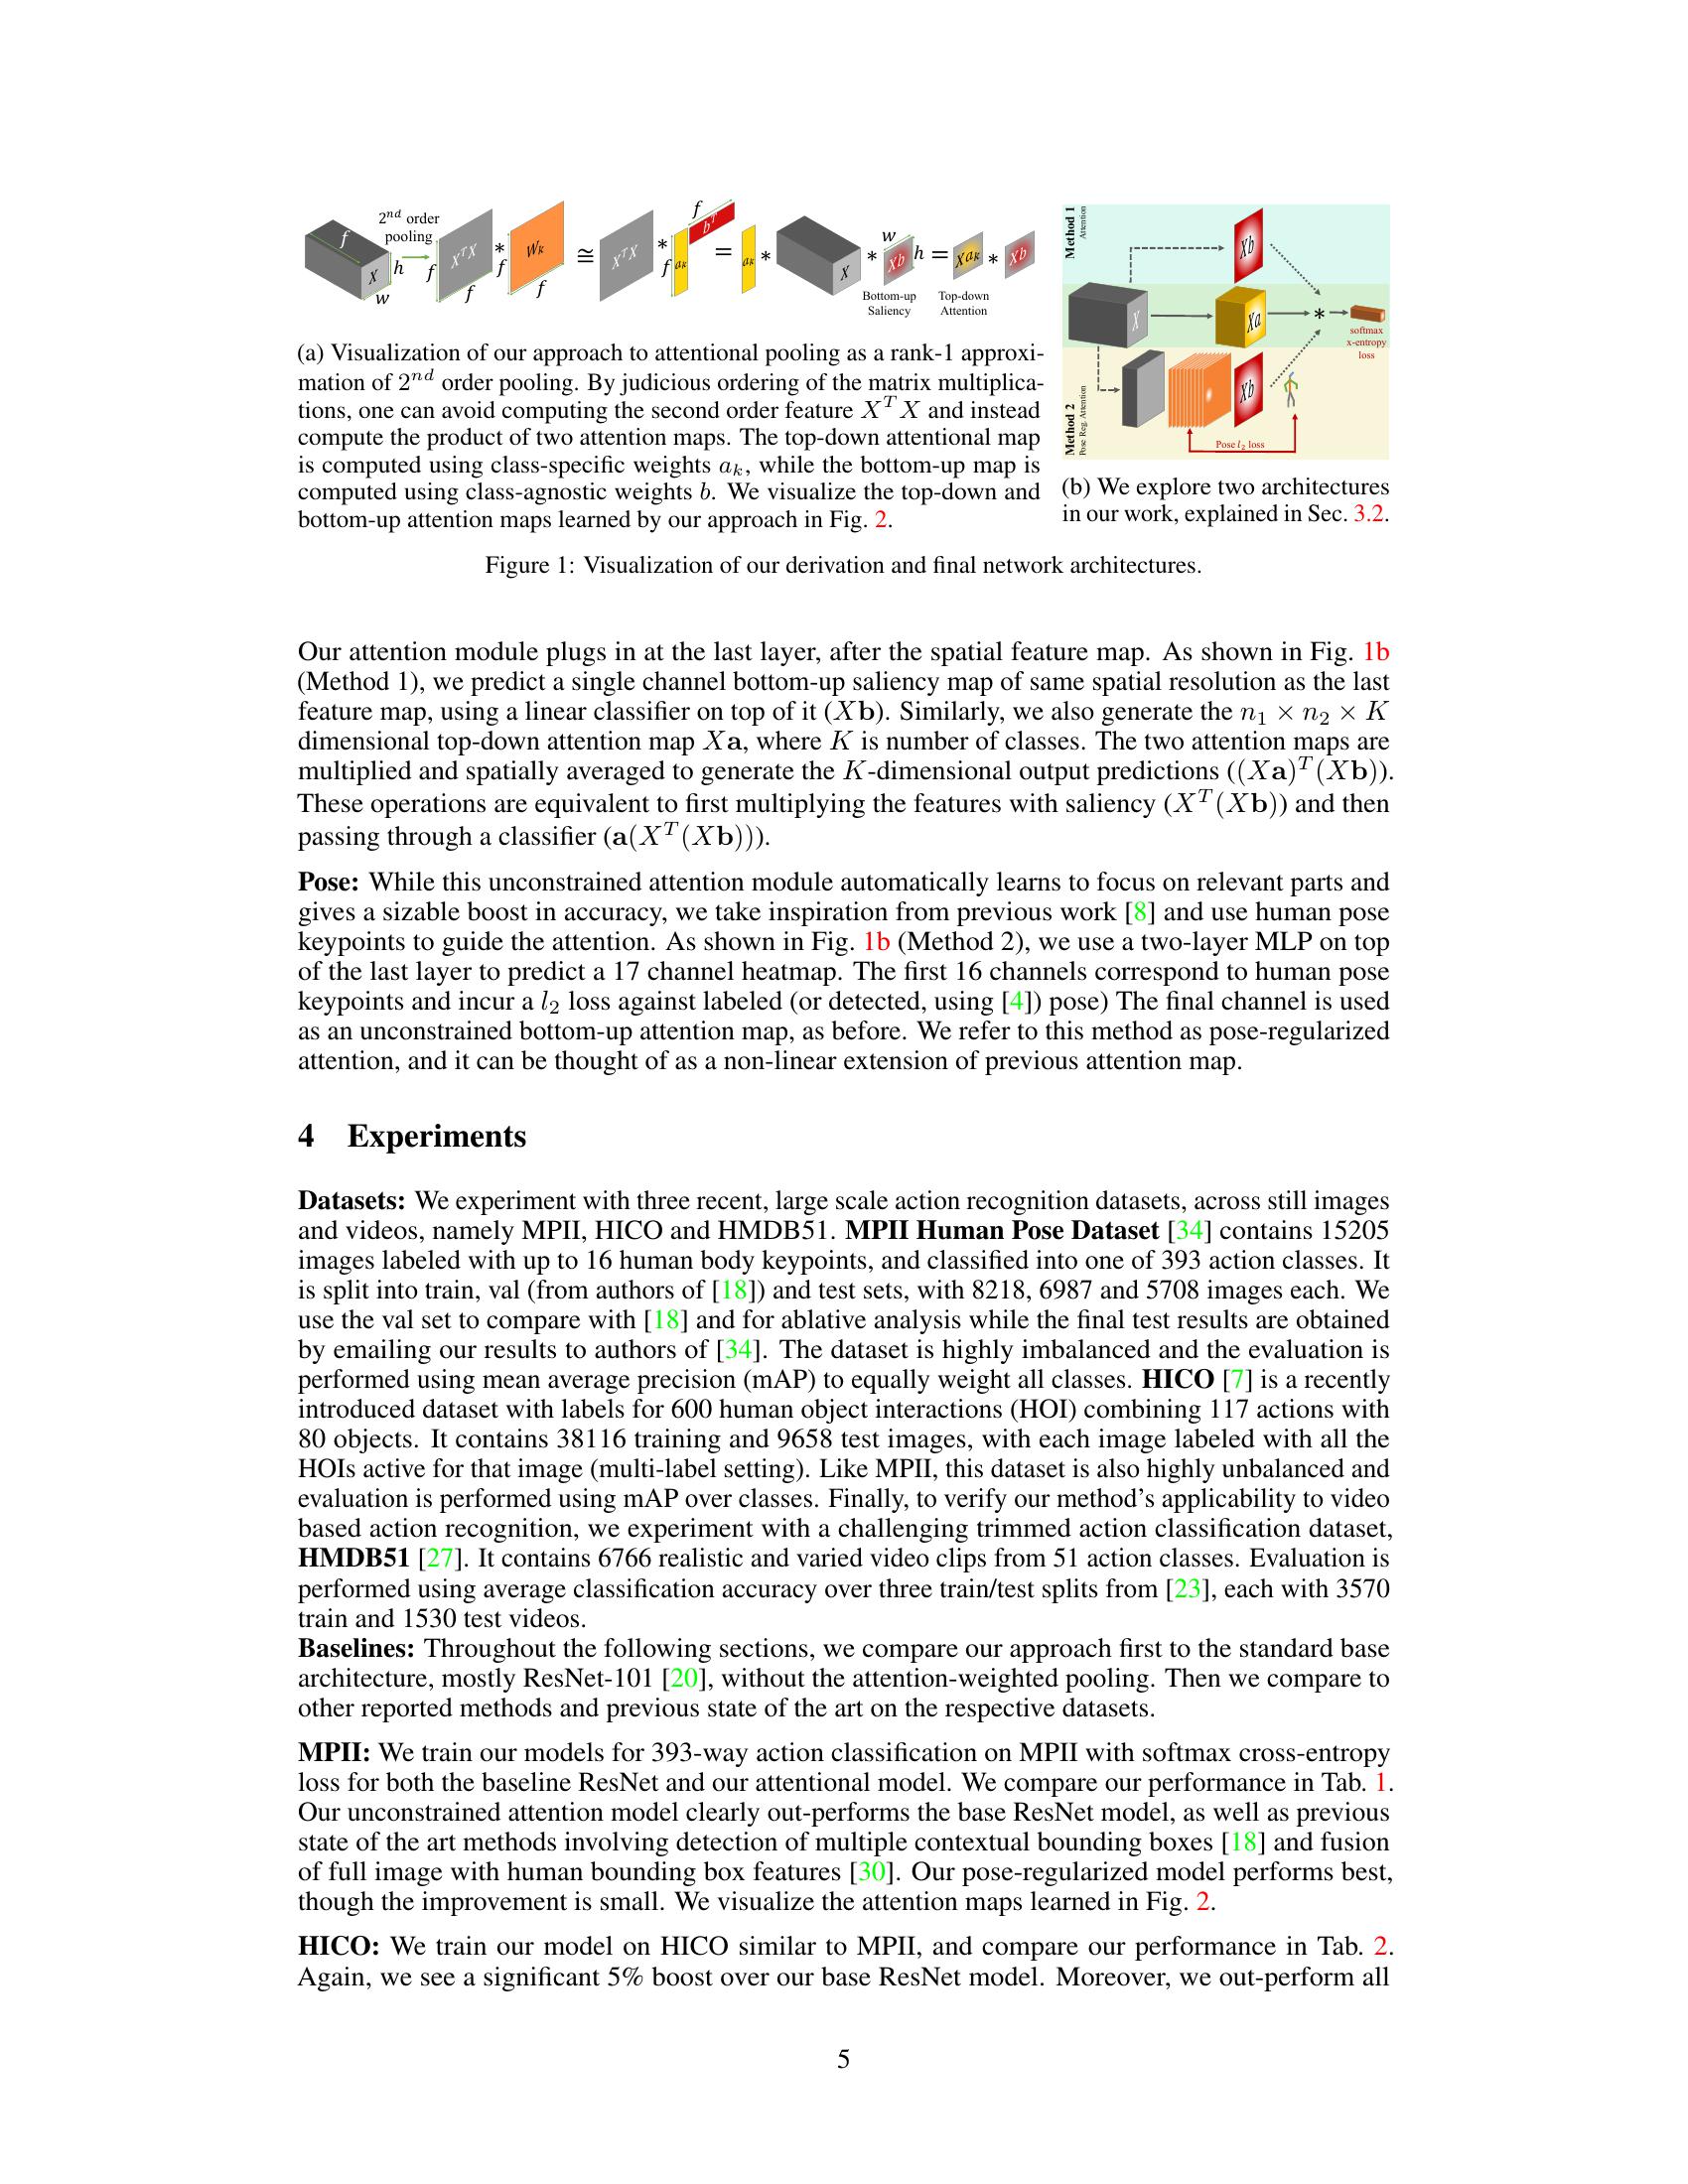 2nd order
pooling
f
X
h
w
f
XᵀX
f
*
f
Wₖ
f
≅
XᵀX
*
f
aₖ
f
bᵀ
=
aₖ
*
X
*
w
Xb
h
=
Xaₖ
*
Xb
Bottom-up
Saliency
Top-down
Attention
Method 1
Attention
Xb
X
Xa
*
softmax
x-entropy
loss
Method 2
Pose Reg. Attention
Xb
Pose l₂ loss
(a) Visualization of our approach to attentional pooling as a rank-1 approxi-
mation of 2ⁿᵈ order pooling. By judicious ordering of the matrix multiplica-
tions, one can avoid computing the second order feature XᵀX and instead
compute the product of two attention maps. The top-down attentional map
is computed using class-specific weights aₖ, while the bottom-up map is
computed using class-agnostic weights b. We visualize the top-down and
bottom-up attention maps learned by our approach in Fig. 2.
(b) We explore two architectures
in our work, explained in Sec. 3.2.
Figure 1: Visualization of our derivation and final network architectures.
Our attention module plugs in at the last layer, after the spatial feature map. As shown in Fig. 1b
(Method 1), we predict a single channel bottom-up saliency map of same spatial resolution as the last
feature map, using a linear classifier on top of it (Xb). Similarly, we also generate the n₁ × n₂ × K
dimensional top-down attention map Xa, where K is number of classes. The two attention maps are
multiplied and spatially averaged to generate the K-dimensional output predictions ((Xa)ᵀ(Xb)).
These operations are equivalent to first multiplying the features with saliency (Xᵀ(Xb)) and then
passing through a classifier (a(Xᵀ(Xb))).
Pose: While this unconstrained attention module automatically learns to focus on relevant parts and
gives a sizable boost in accuracy, we take inspiration from previous work [8] and use human pose
keypoints to guide the attention. As shown in Fig. 1b (Method 2), we use a two-layer MLP on top
of the last layer to predict a 17 channel heatmap. The first 16 channels correspond to human pose
keypoints and incur a l₂ loss against labeled (or detected, using [4]) pose) The final channel is used
as an unconstrained bottom-up attention map, as before. We refer to this method as pose-regularized
attention, and it can be thought of as a non-linear extension of previous attention map.
4 Experiments
Datasets: We experiment with three recent, large scale action recognition datasets, across still images
and videos, namely MPII, HICO and HMDB51. MPII Human Pose Dataset [34] contains 15205
images labeled with up to 16 human body keypoints, and classified into one of 393 action classes. It
is split into train, val (from authors of [18]) and test sets, with 8218, 6987 and 5708 images each. We
use the val set to compare with [18] and for ablative analysis while the final test results are obtained
by emailing our results to authors of [34]. The dataset is highly imbalanced and the evaluation is
performed using mean average precision (mAP) to equally weight all classes. HICO [7] is a recently
introduced dataset with labels for 600 human object interactions (HOI) combining 117 actions with
80 objects. It contains 38116 training and 9658 test images, with each image labeled with all the
HOIs active for that image (multi-label setting). Like MPII, this dataset is also highly unbalanced and
evaluation is performed using mAP over classes. Finally, to verify our method's applicability to video
based action recognition, we experiment with a challenging trimmed action classification dataset,
HMDB51 [27]. It contains 6766 realistic and varied video clips from 51 action classes. Evaluation is
performed using average classification accuracy over three train/test splits from [23], each with 3570
train and 1530 test videos.
Baselines: Throughout the following sections, we compare our approach first to the standard base
architecture, mostly ResNet-101 [20], without the attention-weighted pooling. Then we compare to
other reported methods and previous state of the art on the respective datasets.
MPII: We train our models for 393-way action classification on MPII with softmax cross-entropy
loss for both the baseline ResNet and our attentional model. We compare our performance in Tab. 1.
Our unconstrained attention model clearly out-performs the base ResNet model, as well as previous
state of the art methods involving detection of multiple contextual bounding boxes [18] and fusion
of full image with human bounding box features [30]. Our pose-regularized model performs best,
though the improvement is small. We visualize the attention maps learned in Fig. 2.
HICO: We train our model on HICO similar to MPII, and compare our performance in Tab. 2.
Again, we see a significant 5% boost over our base ResNet model. Moreover, we out-perform all
5